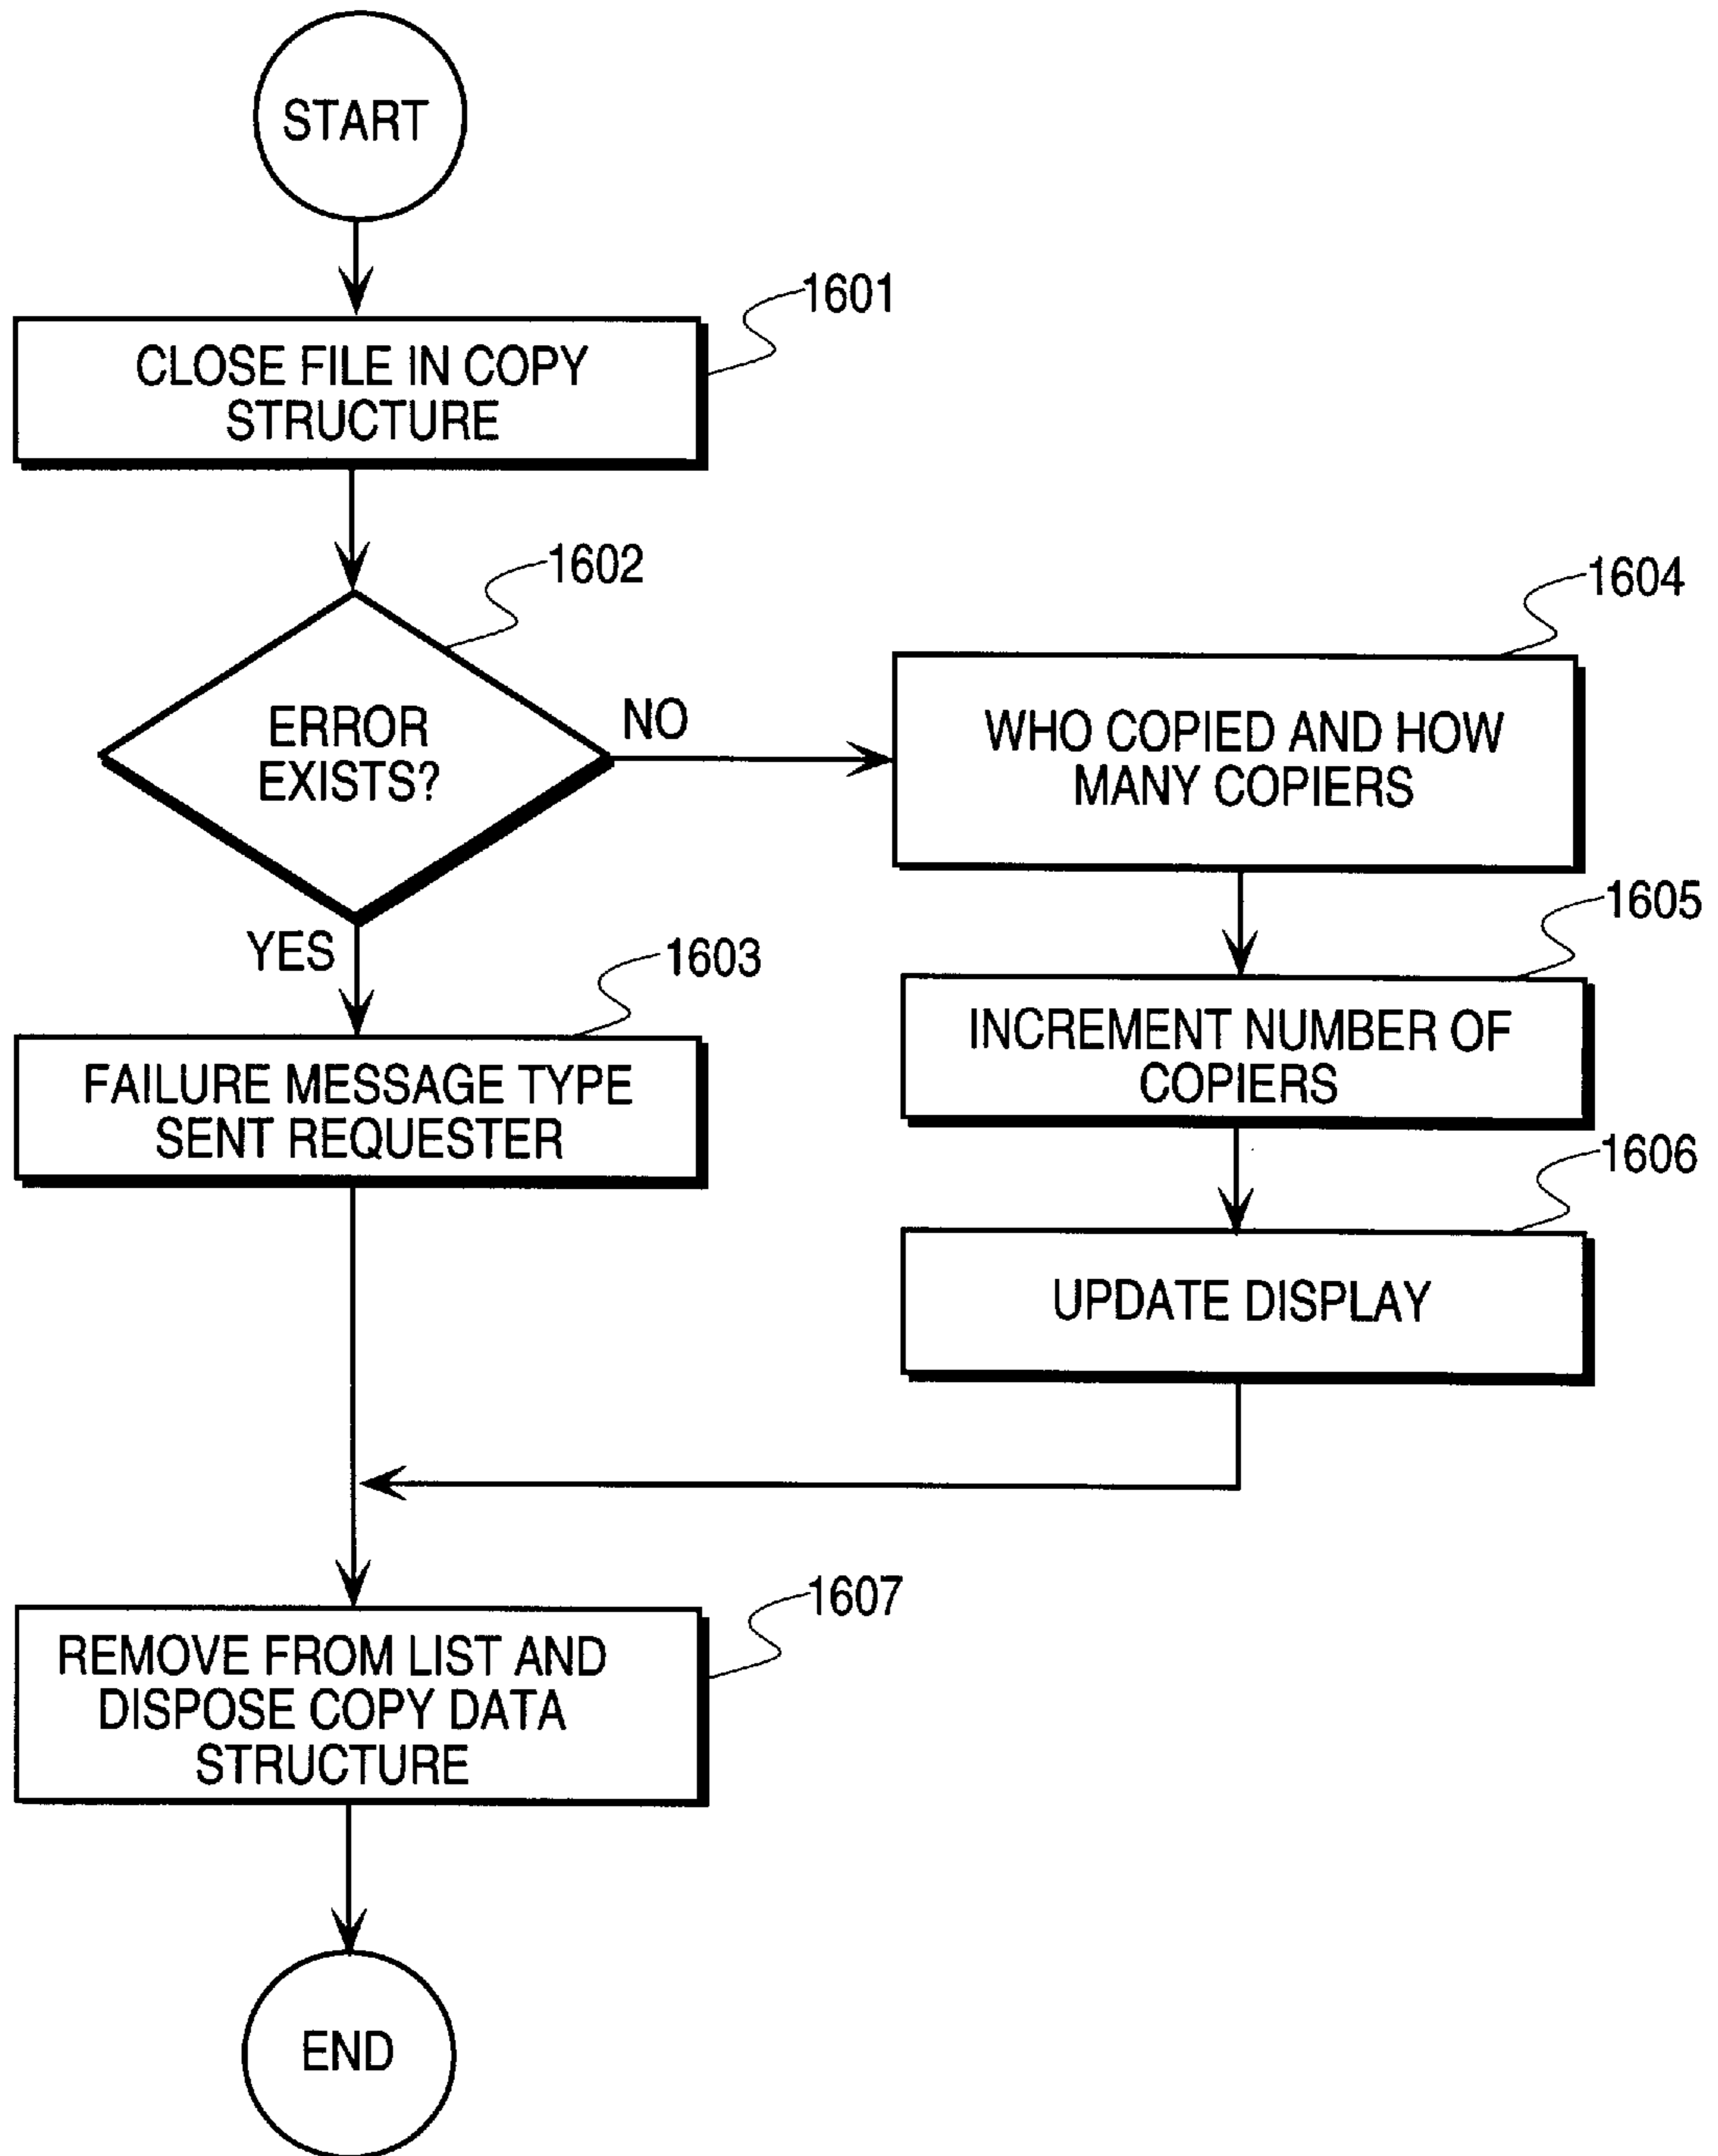 START
1601
CLOSE FILE IN COPY
STRUCTURE
1602
ERROR
EXISTS?
NO
YES
1604
WHO COPIED AND HOW
MANY COPIERS
1605
INCREMENT NUMBER OF
COPIERS
1603
FAILURE MESSAGE TYPE
SENT REQUESTER
1606
UPDATE DISPLAY
1607
REMOVE FROM LIST AND
DISPOSE COPY DATA
STRUCTURE
END